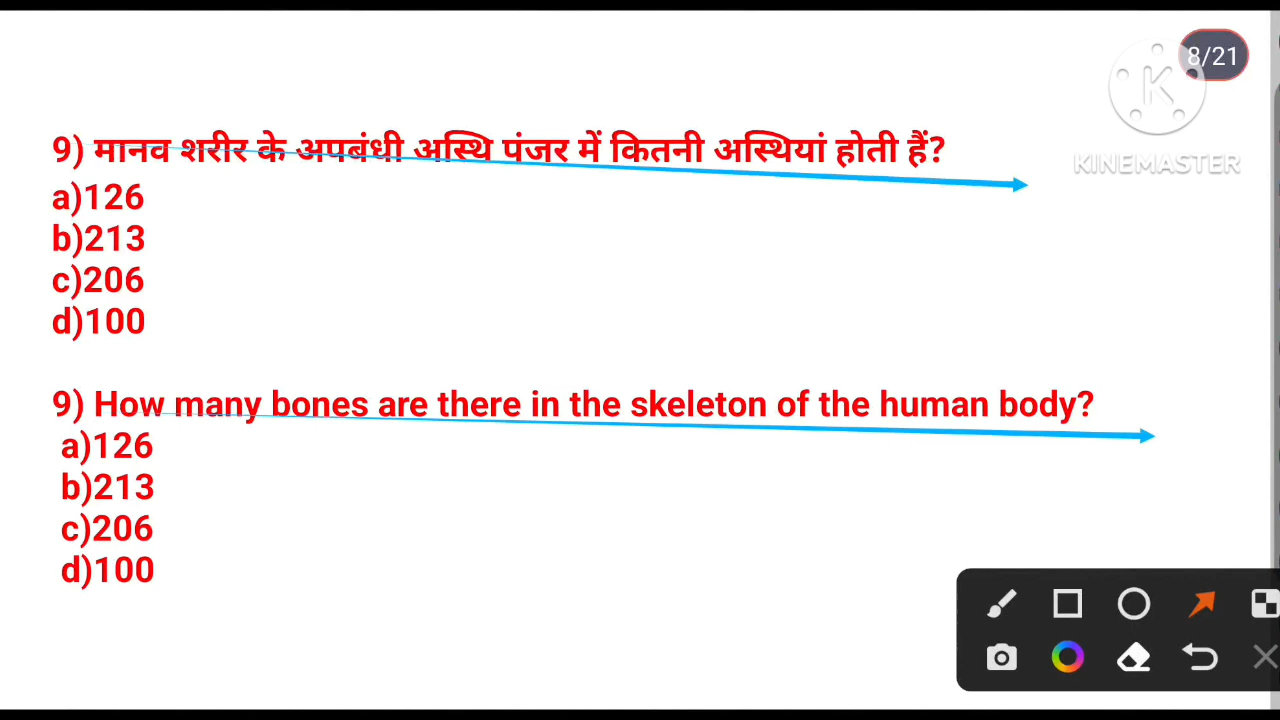 8/21
KINEMASTER
9) मानव शरीर के अपबंधी अस्थि पंजर में कितनी अस्थियां होती हैं?
a)126
b)213
c)206
d)100
9) How many bones are there in the skeleton of the human body?
a)126
b)213
c)206
d)100